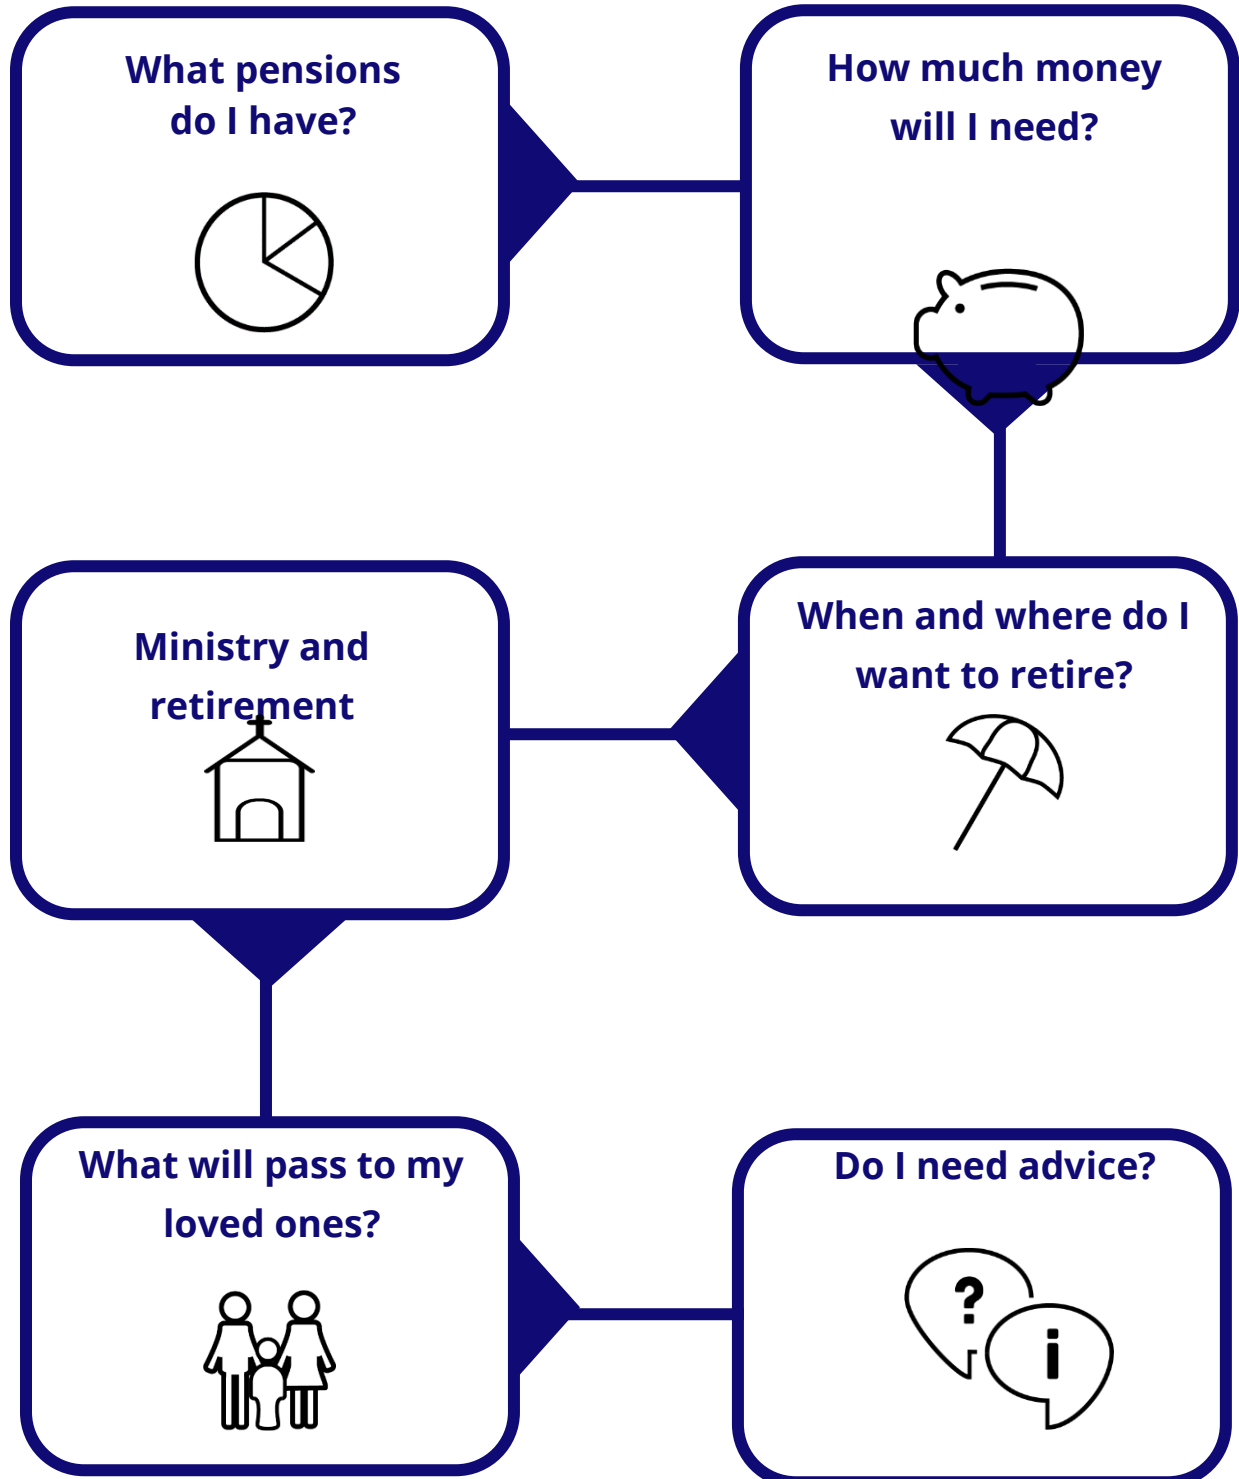 What pensions
do I have?
How much money
will I need?
When and where do I
want to retire?
Ministry and
retirement
What will pass to my
loved ones?
Do I need advice?
?
i